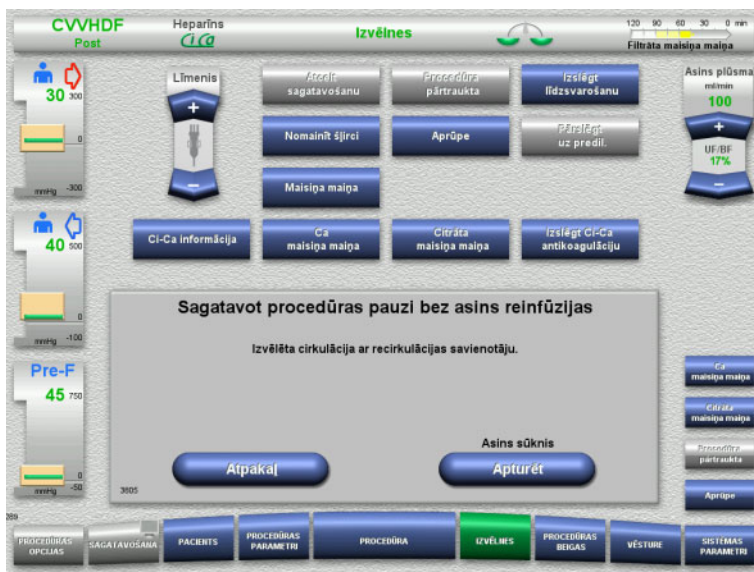 CVVHDF
Post
Heparīns
Ci Ca
Izvēlnes
120 90 60 30 0 min
Filtrāta maisiņa maiņa
30 300
0
mmHg -300
40 500
0
mmHg -100
Pre-F
45 750
0
mmHg -50
Līmenis
+
−
Atcelt
sagatavošanu
Procedūra
pārtraukta
Izslēgt
līdzsvarošanu
Nomainīt šļirci
Aprūpe
Pārslēgt
uz predil.
Maisiņa maiņa
Ci-Ca informācija
Ca
maisiņa maiņa
Citrāta
maisiņa maiņa
Izslēgt Ci-Ca
antikoagulāciju
Asins plūsma
ml/min
100
+
UF/BF
17%
−
Sagatavot procedūras pauzi bez asins reinfūzijas
Izvēlēta cirkulācija ar recirkulācijas savienotāju.
Asins sūknis
Atpakaļ
Apturēt
3605
Ca
maisiņa maiņa
Citrāta
maisiņa maiņa
Procedūra
pārtraukta
Aprūpe
PROCEDŪRAS
OPCIJAS
SAGATAVOŠANA
PACIENTS
PROCEDŪRAS
PARAMETRI
PROCEDŪRA
IZVĒLNES
PROCEDŪRAS
BEIGAS
VĒSTURE
SISTĒMAS
PARAMETRI